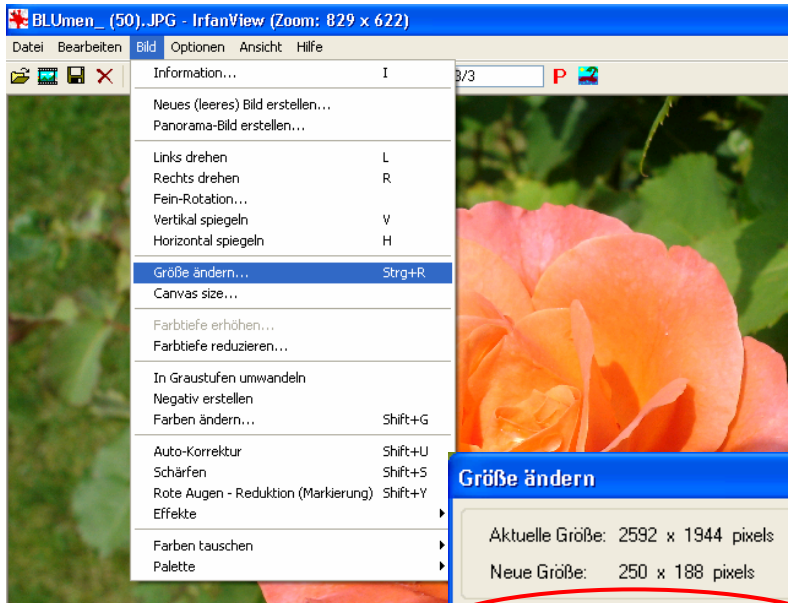 BLUmen_ (50).JPG - IrfanView (Zoom: 829 x 622)
Datei Bearbeiten Bild Optionen Ansicht Hilfe
3/3 P
Information... I
Neues (leeres) Bild erstellen...
Panorama-Bild erstellen...
Links drehen L
Rechts drehen R
Fein-Rotation...
Vertikal spiegeln V
Horizontal spiegeln H
Größe ändern... Strg+R
Canvas size...
Farbtiefe erhöhen...
Farbtiefe reduzieren...
In Graustufen umwandeln
Negativ erstellen
Farben ändern... Shift+G
Auto-Korrektur Shift+U
Schärfen Shift+S
Rote Augen - Reduktion (Markierung) Shift+Y
Effekte
Farben tauschen
Palette
Größe ändern
Aktuelle Größe: 2592 x 1944 pixels
Neue Größe: 250 x 188 pixels